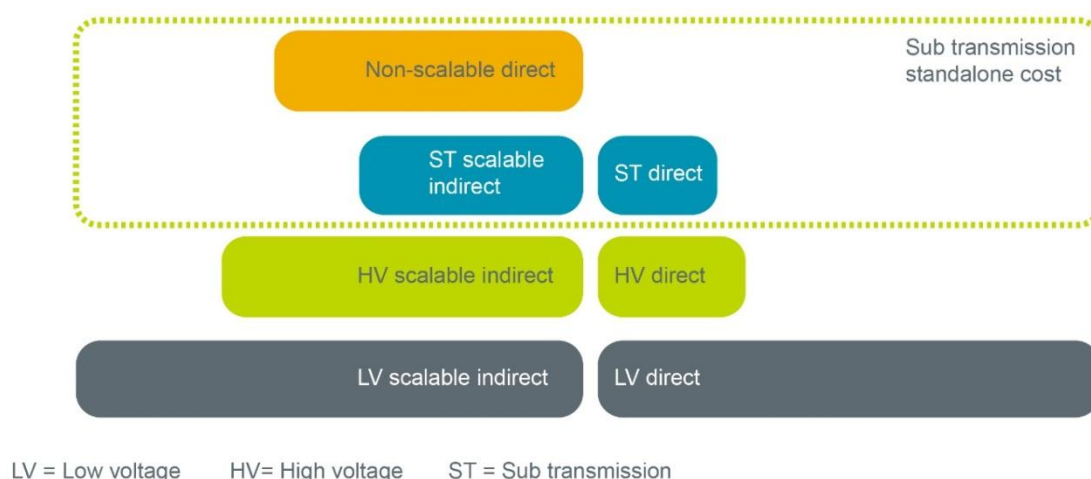 Sub transmission
standalone cost
Non-scalable direct
ST scalable
indirect
ST direct
HV scalable indirect
HV direct
LV scalable indirect
LV direct
LV = Low voltage HV= High voltage ST = Sub transmission